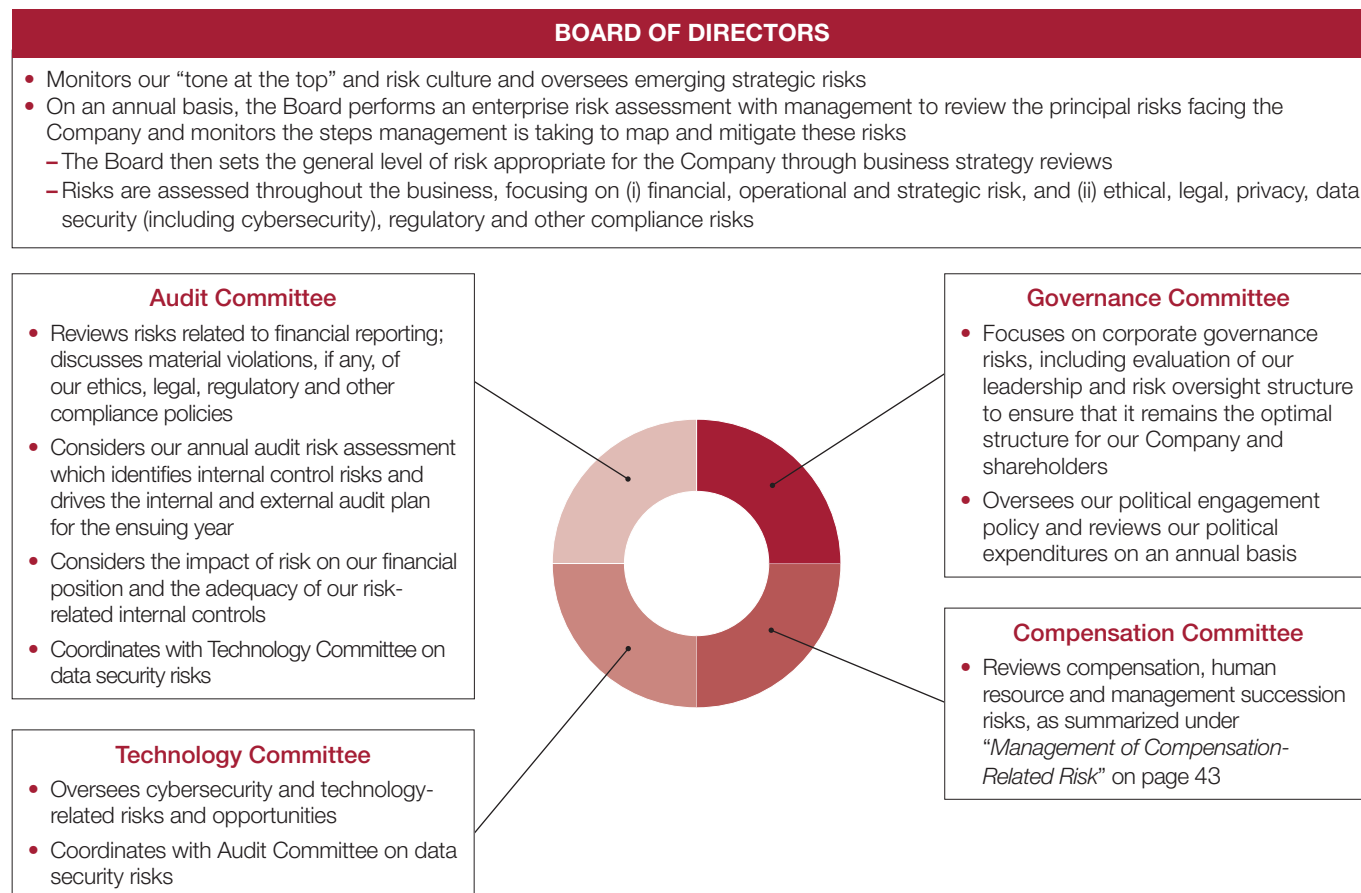 BOARD OF DIRECTORS
• Monitors our “tone at the top” and risk culture and oversees emerging strategic risks
• On an annual basis, the Board performs an enterprise risk assessment with management to review the principal risks facing the
Company and monitors the steps management is taking to map and mitigate these risks
– The Board then sets the general level of risk appropriate for the Company through business strategy reviews
– Risks are assessed throughout the business, focusing on (i) financial, operational and strategic risk, and (ii) ethical, legal, privacy, data
security (including cybersecurity), regulatory and other compliance risks
Audit Committee
• Reviews risks related to financial reporting;
discusses material violations, if any, of
our ethics, legal, regulatory and other
compliance policies
• Considers our annual audit risk assessment
which identifies internal control risks and
drives the internal and external audit plan
for the ensuing year
• Considers the impact of risk on our financial
position and the adequacy of our risk-
related internal controls
• Coordinates with Technology Committee on
data security risks
Technology Committee
• Oversees cybersecurity and technology-
related risks and opportunities
• Coordinates with Audit Committee on data
security risks
Governance Committee
• Focuses on corporate governance
risks, including evaluation of our
leadership and risk oversight structure
to ensure that it remains the optimal
structure for our Company and
shareholders
• Oversees our political engagement
policy and reviews our political
expenditures on an annual basis
Compensation Committee
• Reviews compensation, human
resource and management succession
risks, as summarized under
“Management of Compensation-
Related Risk” on page 43